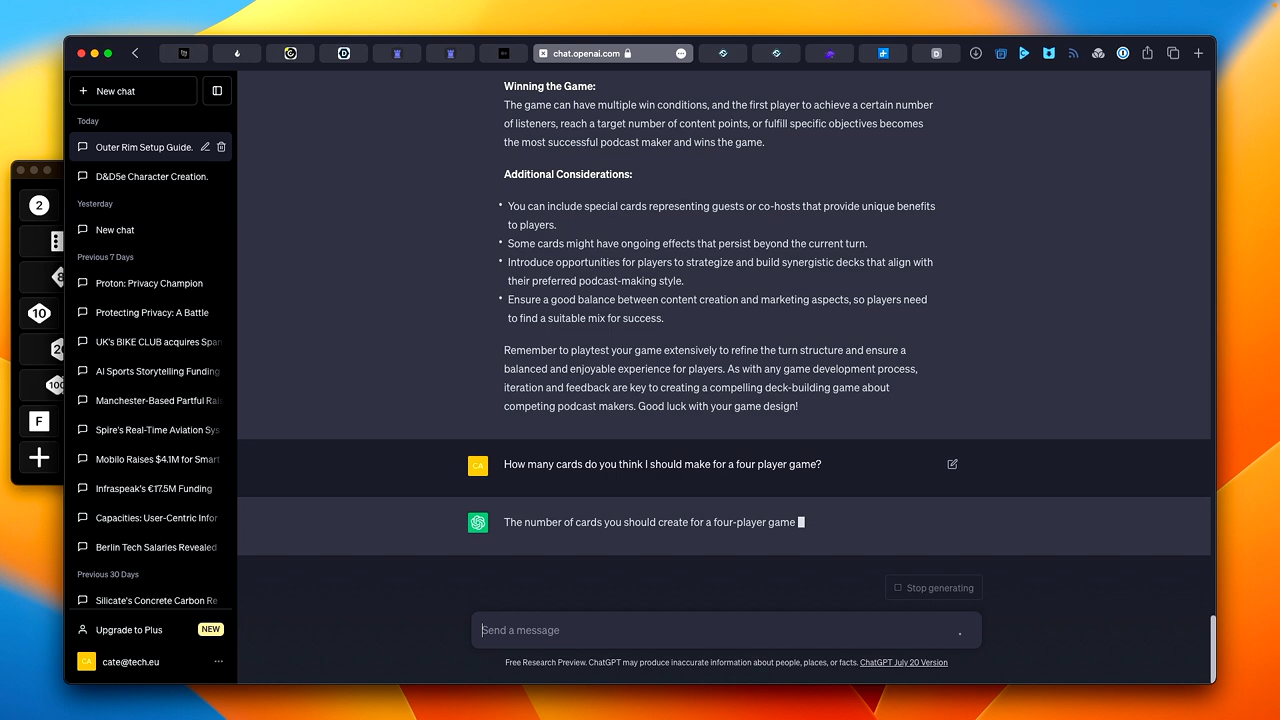 chat.openai.com
New chat
Today
Outer Rim Setup Guide.
D&D5e Character Creation.
Yesterday
New chat
Previous 7 Days
Proton: Privacy Champion
Protecting Privacy: A Battle
UK's BIKE CLUB acquires Span
AI Sports Storytelling Funding
Manchester-Based Partful Rais
Spire's Real-Time Aviation Sys
Mobilo Raises $4.1M for Smart
Infraspeak's €17.5M Funding
Capacities: User-Centric Infor
Berlin Tech Salaries Revealed
Previous 30 Days
Silicate's Concrete Carbon Re
Upgrade to Plus NEW
CA cate@tech.eu
2
8
10
20
100
F
Winning the Game:
The game can have multiple win conditions, and the first player to achieve a certain number
of listeners, reach a target number of content points, or fulfill specific objectives becomes
the most successful podcast maker and wins the game.
Additional Considerations:
• You can include special cards representing guests or co-hosts that provide unique benefits
to players.
• Some cards might have ongoing effects that persist beyond the current turn.
• Introduce opportunities for players to strategize and build synergistic decks that align with
their preferred podcast-making style.
• Ensure a good balance between content creation and marketing aspects, so players need
to find a suitable mix for success.
Remember to playtest your game extensively to refine the turn structure and ensure a
balanced and enjoyable experience for players. As with any game development process,
iteration and feedback are key to creating a compelling deck-building game about
competing podcast makers. Good luck with your game design!
CA How many cards do you think I should make for a four player game?
The number of cards you should create for a four-player game
Stop generating
Send a message
Free Research Preview. ChatGPT may produce inaccurate information about people, places, or facts. ChatGPT July 20 Version